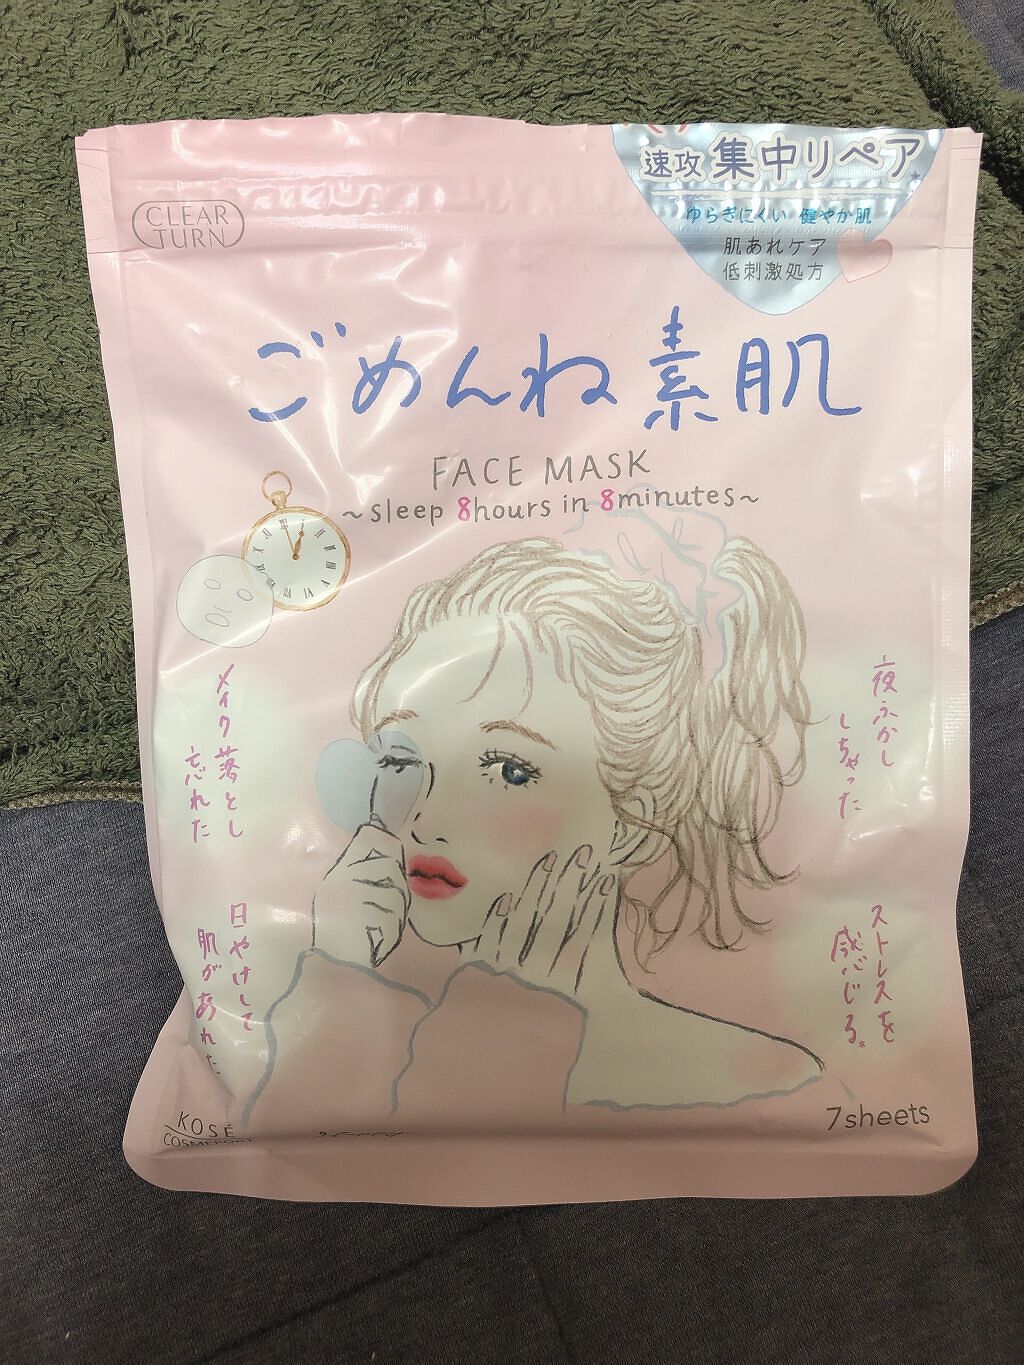 速攻 集中リペア
ゆらぎにくい 健やか肌
肌あれケア
低刺激処方
CLEAR
TURN
ごめんね素肌
FACE MASK
~sleep 8hours in 8minutes~
メイク落とし
忘れた
夜ふかし
しちゃった
日やけして
肌があれた
ストレスを
感じる*
KOSÉ
COSMEPORT
7sheets